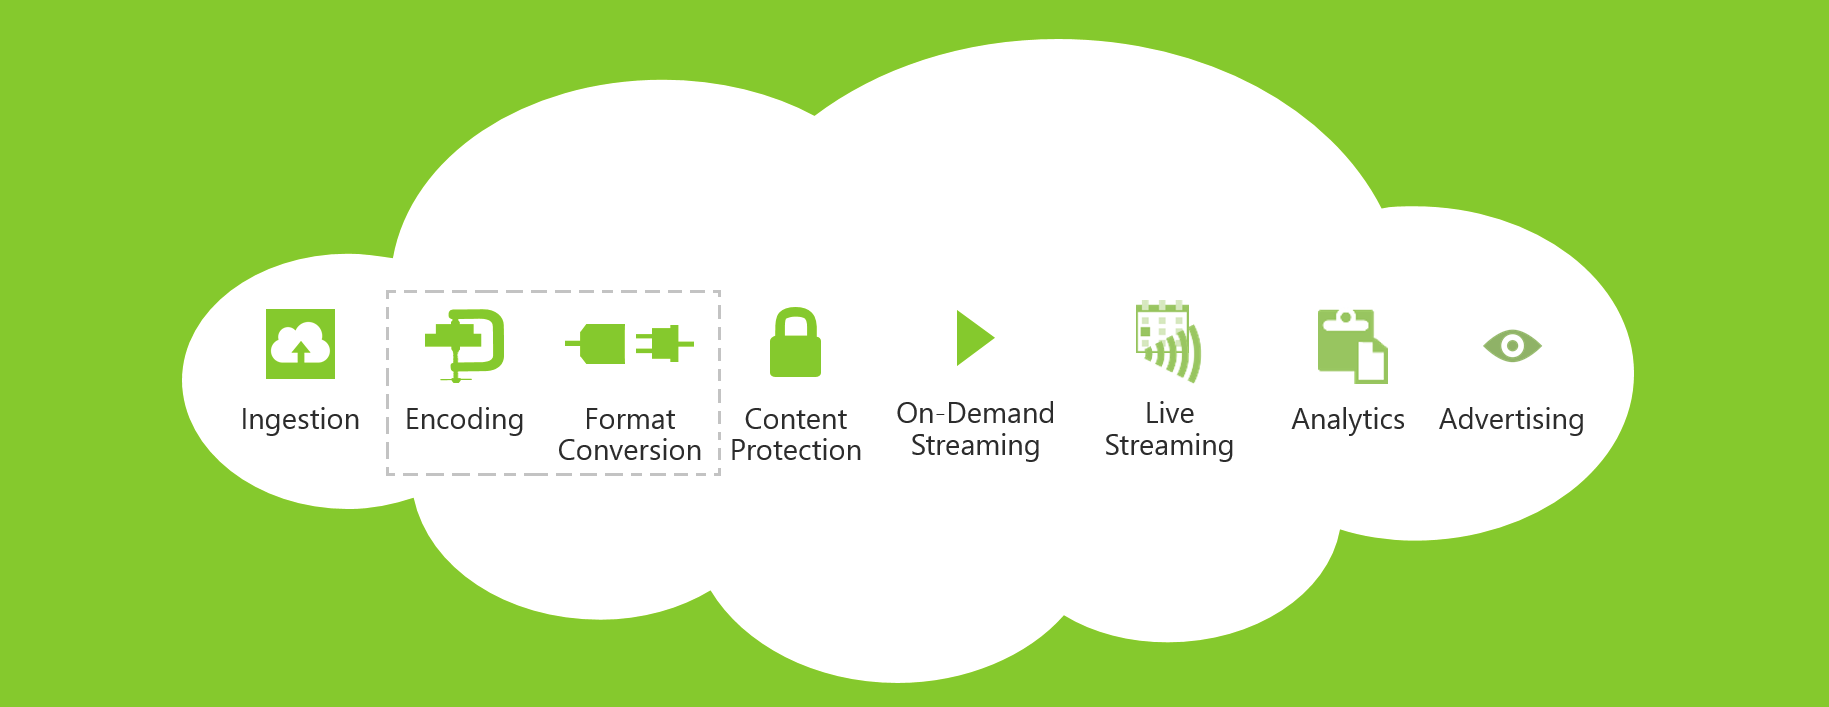 Ingestion
Encoding
Format
Conversion
Content
Protection
On-Demand
Streaming
Live
Streaming
Analytics
Advertising